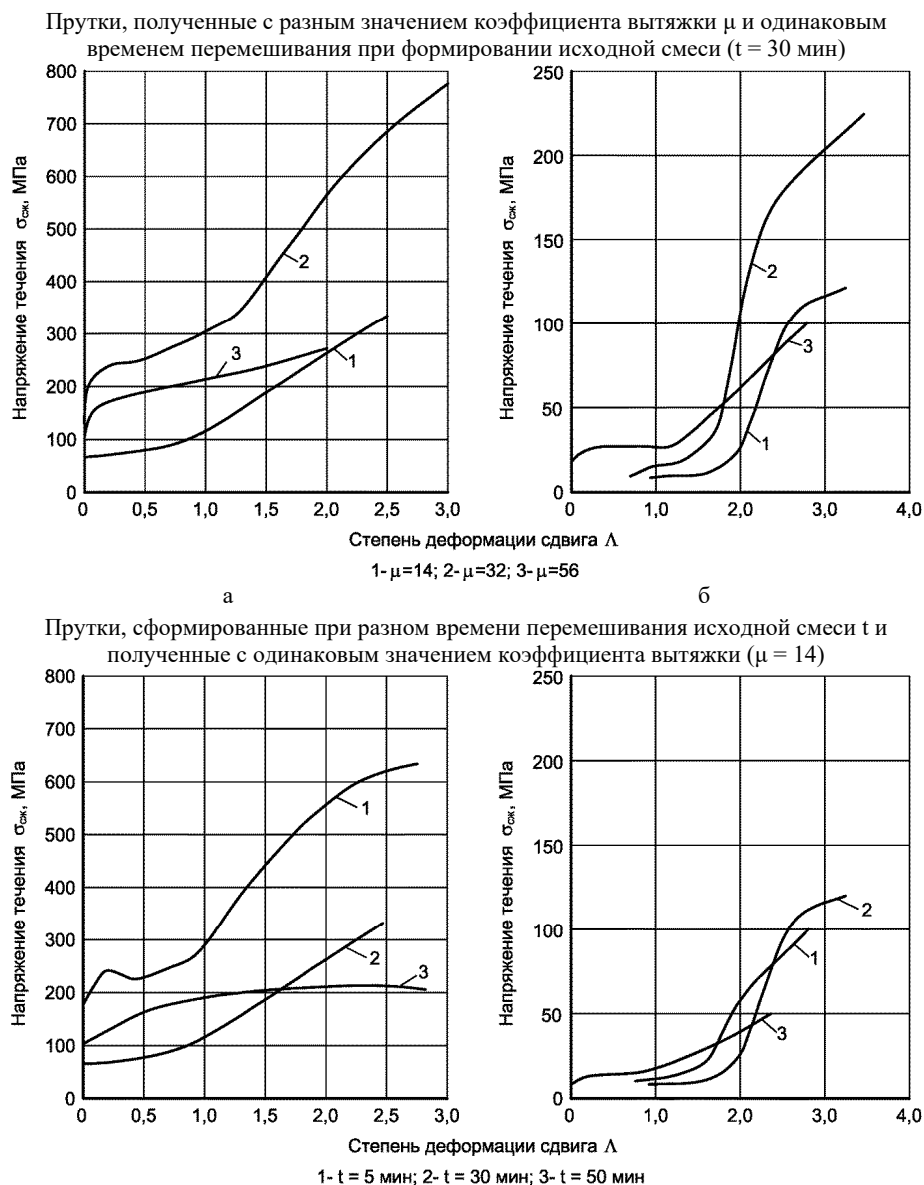 Прутки, полученные с разным значением коэффициента вытяжки μ и одинаковым
временем перемешивания при формировании исходной смеси (t = 30 мин)
Напряжение течения σсж, МПа
800
700
600
500
400
300
200
100
0
2
3
1
0 0,5 1,0 1,5 2,0 2,5 3,0
Напряжение течения σсж, МПа
250
200
150
100
50
0
2
3
1
0 1,0 2,0 3,0 4,0
Степень деформации сдвига Λ
1- μ=14; 2- μ=32; 3- μ=56
а б
Прутки, сформированные при разном времени перемешивания исходной смеси t и
полученные с одинаковым значением коэффициента вытяжки (μ = 14)
Напряжение течения σсж, МПа
800
700
600
500
400
300
200
100
0
1
2
3
0 0,5 1,0 1,5 2,0 2,5 3,0
Напряжение течения σсж, МПа
250
200
150
100
50
0
2
1
3
0 1,0 2,0 3,0 4,0
Степень деформации сдвига Λ
1- t = 5 мин; 2- t = 30 мин; 3- t = 50 мин